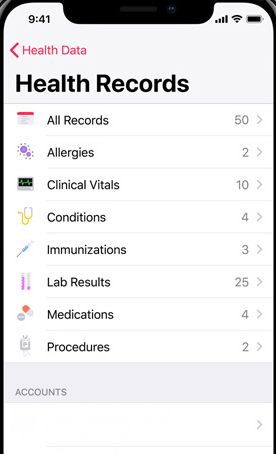 9:41
Health Data
Health Records
All Records 50
Allergies 2
Clinical Vitals 10
Conditions 4
Immunizations 3
Lab Results 25
Medications 4
Procedures 2
ACCOUNTS